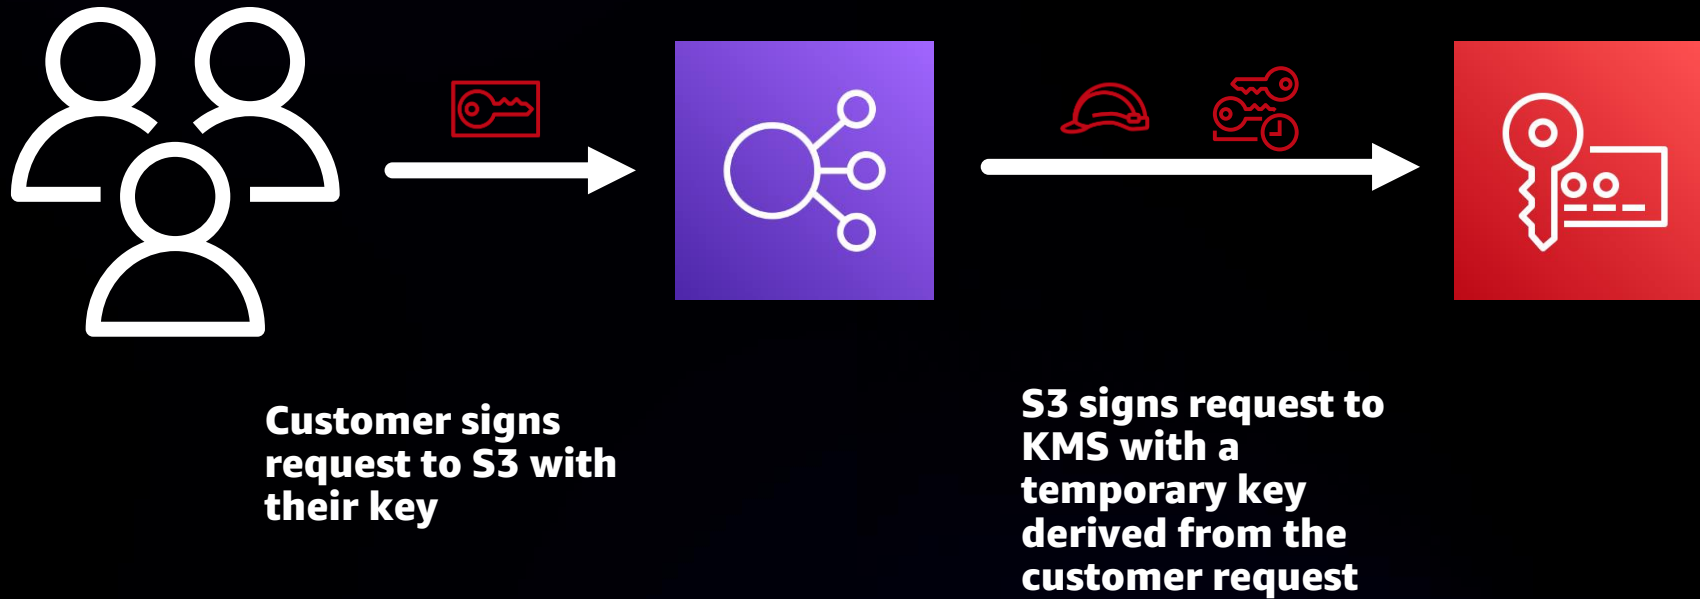 Customer signs
request to S3 with
their key
S3 signs request to
KMS with a
temporary key
derived from the
customer request